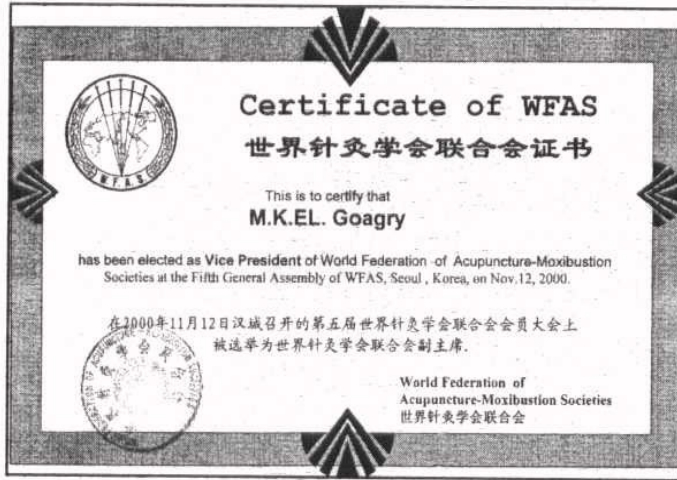 Certificate of WFAS
世界针灸学会联合会证书
W.F.A.S
This is to certify that
M.K.EL. Goagry
has been elected as Vice President of World Federation of Acupuncture-Moxibustion
Societies at the Fifth General Assembly of WFAS, Seoul , Korea, on Nov.12, 2000.
在2000年11月12日汉城召开的第五届世界针灸学会联合会会员大会上
被选举为世界针灸学会联合会副主席.
World Federation of
Acupuncture-Moxibustion Societies
世界针灸学会联合会